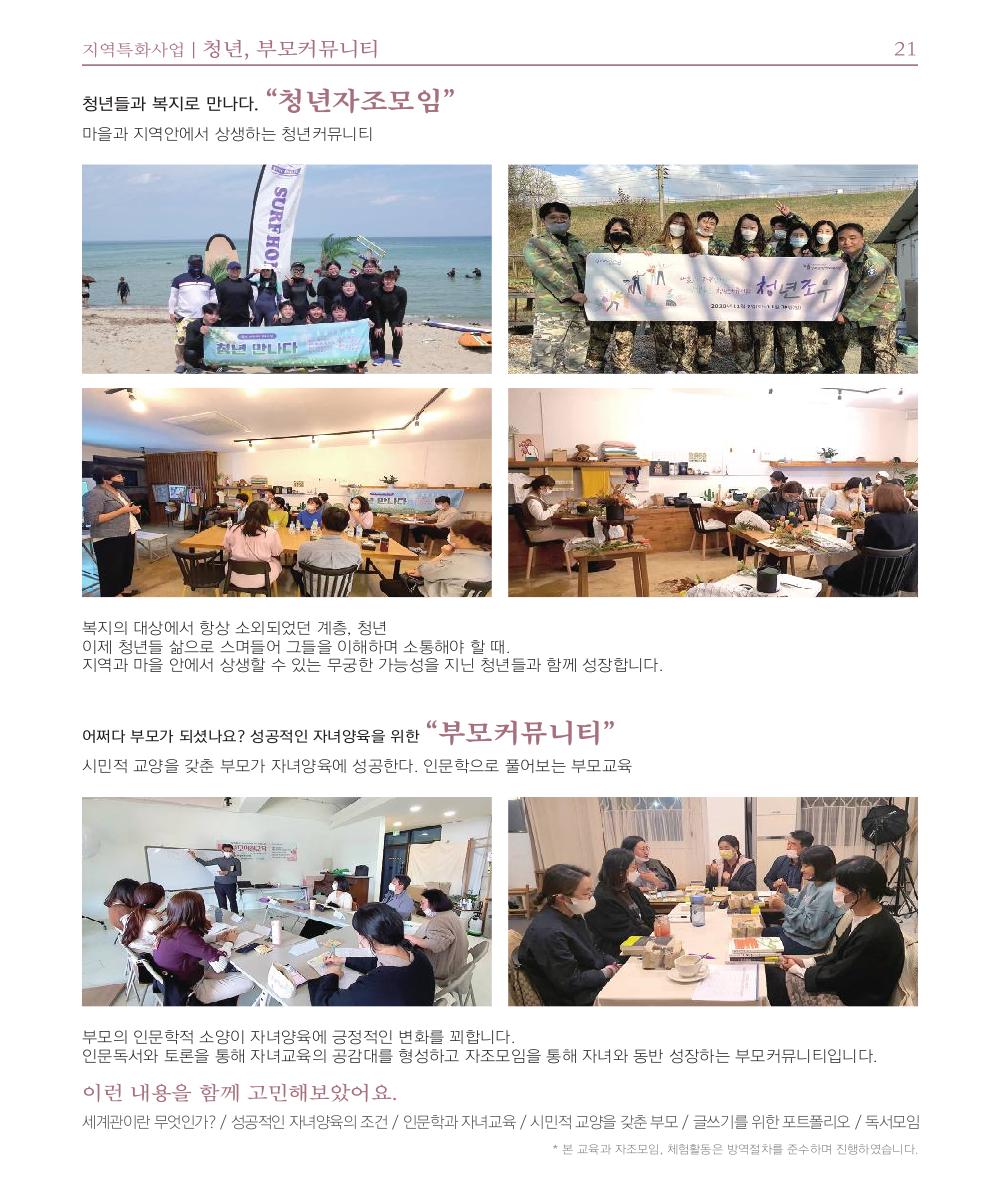 지역특화사업 | 청년, 부모커뮤니티
21
청년들과 복지로 만나다. “청년자조모임”
마을과 지역안에서 상생하는 청년커뮤니티
SURFHO
청년 만나다
청년조우
만나다
복지의 대상에서 항상 소외되었던 계층, 청년
이제 청년들 삶으로 스며들어 그들을 이해하며 소통해야 할 때.
지역과 마을 안에서 상생할 수 있는 무궁한 가능성을 지닌 청년들과 함께 성장합니다.
어쩌다 부모가 되셨나요? 성공적인 자녀양육을 위한 “부모커뮤니티”
시민적 교양을 갖춘 부모가 자녀양육에 성공한다. 인문학으로 풀어보는 부모교육
부모의 인문학적 소양이 자녀양육에 긍정적인 변화를 꾀합니다.
인문독서와 토론을 통해 자녀교육의 공감대를 형성하고 자조모임을 통해 자녀와 동반 성장하는 부모커뮤니티입니다.
이런 내용을 함께 고민해보았어요.
세계관이란 무엇인가? / 성공적인 자녀양육의 조건 / 인문학과 자녀교육 / 시민적 교양을 갖춘 부모 / 글쓰기를 위한 포트폴리오 / 독서모임
* 본 교육과 자조모임, 체험활동은 방역절차를 준수하며 진행하였습니다.